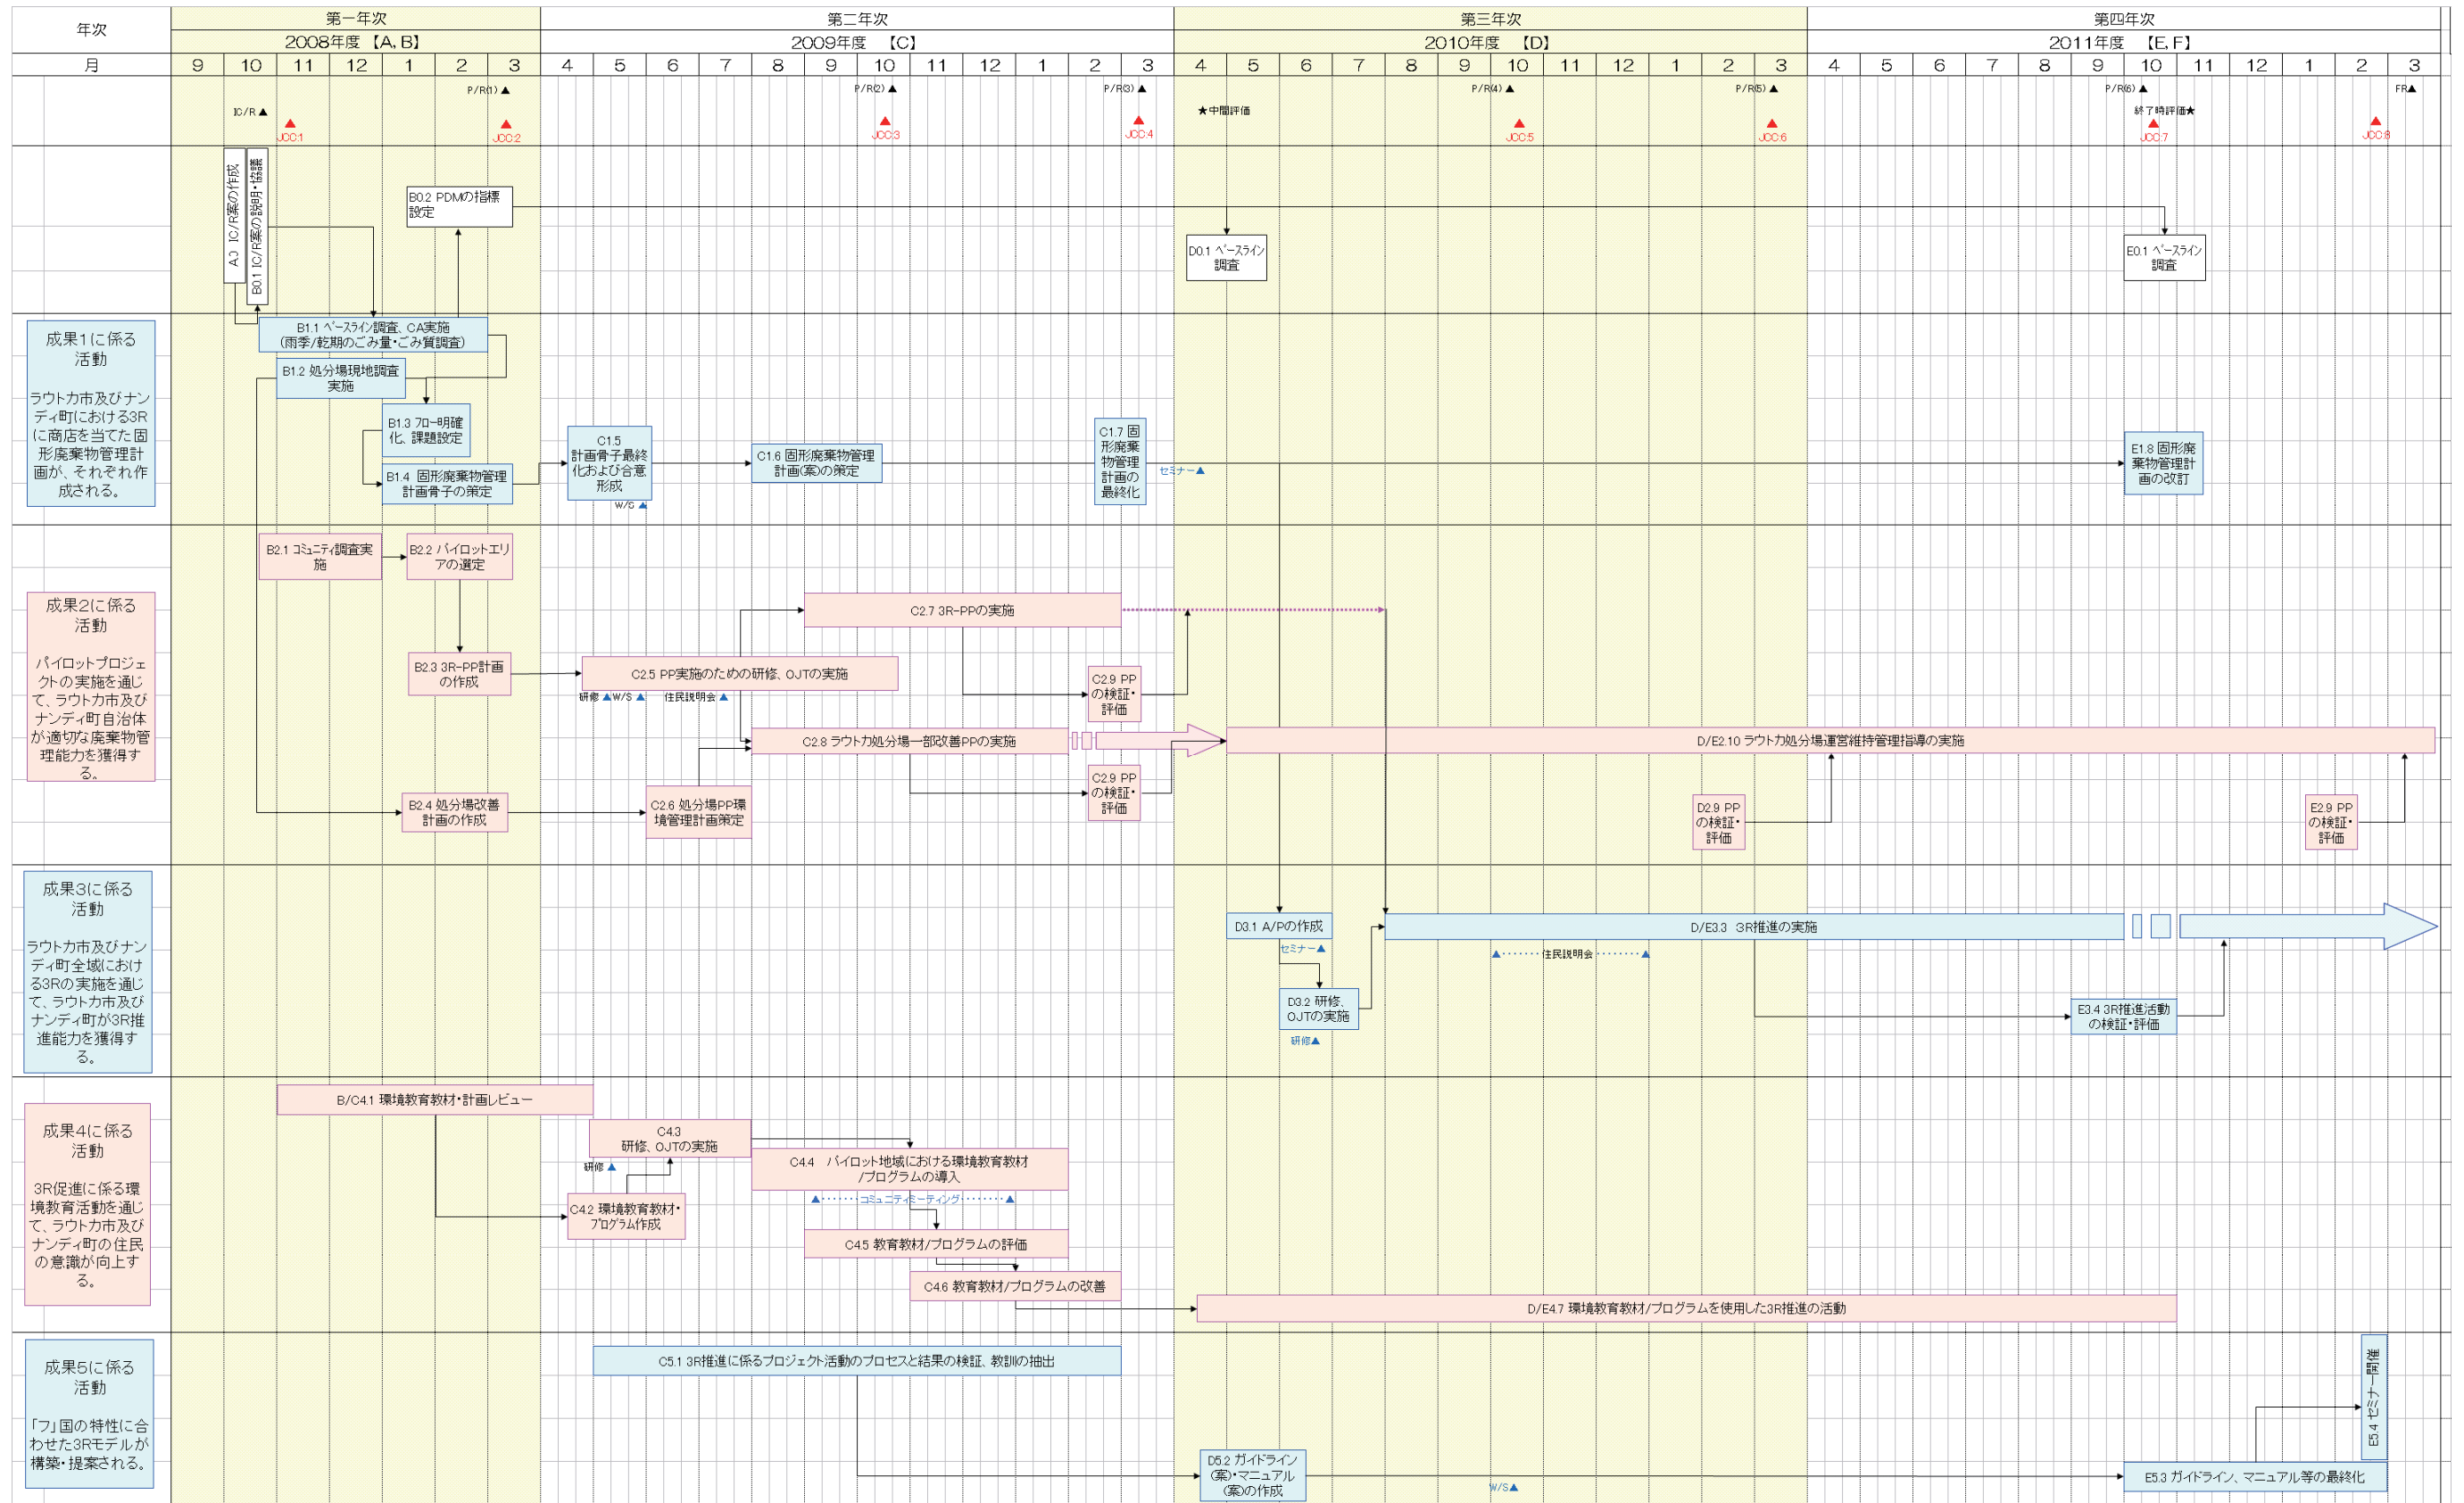 年次
第一年次
第二年次
第三年次
第四年次
2008年度 【A, B】
2009年度 【C】
2010年度 【D】
2011年度 【E, F】
月
9 10 11 12 1 2 3 4 5 6 7 8 9 10 11 12 1 2 3 4 5 6 7 8 9 10 11 12 1 2 3 4 5 6 7 8 9 10 11 12 1 2 3
P/R(1) ▲
P/R(2) ▲
P/R(3) ▲
P/R(4) ▲
P/R(5) ▲
P/R(6) ▲
FR▲
IC/R ▲
★中間評価
終了時評価★
JCC:1
JCC:2
JCC:3
JCC:4
JCC:5
JCC:6
JCC:7
JCC:8
A.0 IC/R案の作成
B0.1 IC/R案の説明・協議
B0.2 PDMの指標
設定
D0.1 ベースライン
調査
E0.1 ベースライン
調査
成果1に係る
活動
ラウトカ市及びナン
ディ町における3R
に商店を当てた固
形廃棄物管理計
画が、それぞれ作
成される。
B1.1 ベースライン調査、CA実施
(雨季/乾期のごみ量・ごみ質調査)
B1.2 処分場現地調査
実施
B1.3 フロー明確
化、課題設定
B1.4 固形廃棄物管理
計画骨子の策定
C1.5
計画骨子最終
化および合意
形成
W/S ▲
C1.6 固形廃棄物管理
計画(案)の策定
C1.7 固
形廃棄
物管理
計画の
最終化
セミナー▲
E1.8 固形廃
棄物管理計
画の改訂
成果2に係る
活動
パイロットプロジェ
クトの実施を通じ
て、ラウトカ市及び
ナンディ町自治体
が適切な廃棄物管
理能力を獲得す
る。
B2.1 コミュニティ調査実
施
B2.2 パイロットエリ
アの選定
B2.3 3R-PP計画
の作成
B2.4 処分場改善
計画の作成
C2.7 3R-PPの実施
C2.5 PP実施のための研修、OJTの実施
研修 ▲W/S ▲ 住民説明会 ▲
C2.9 PP
の検証・
評価
C2.8 ラウトカ処分場一部改善PPの実施
D/E2.10 ラウトカ処分場運営維持管理指導の実施
C2.6 処分場PP環
境管理計画策定
C2.9 PP
の検証・
評価
D2.9 PP
の検証・
評価
E2.9 PP
の検証・
評価
成果3に係る
活動
ラウトカ市及びナン
ディ町全域におけ
る3Rの実施を通じ
て、ラウトカ市及び
ナンディ町が3R推
進能力を獲得す
る。
D3.1 A/Pの作成
セミナー▲
D3.2 研修、
OJTの実施
研修▲
D/E3.3 3R推進の実施
▲‥‥‥住民説明会‥‥‥▲
E3.4 3R推進活動
の検証・評価
成果4に係る
活動
3R促進に係る環
境教育活動を通じ
て、ラウトカ市及び
ナンディ町の住民
の意識が向上す
る。
B/C4.1 環境教育教材・計画レビュー
C4.3
研修、OJTの実施
研修 ▲
C4.2 環境教育教材・
プログラム作成
C4.4 パイロット地域における環境教育教材
/プログラムの導入
▲‥‥‥コミュニティミーティング‥‥‥▲
C4.5 教育教材/プログラムの評価
C4.6 教育教材/プログラムの改善
D/E4.7 環境教育教材/プログラムを使用した3R推進の活動
成果5に係る
活動
「フ」国の特性に合
わせた3Rモデルが
構築・提案される。
C5.1 3R推進に係るプロジェクト活動のプロセスと結果の検証、教訓の抽出
D5.2 ガイドライン
(案)・マニュアル
(案)の作成
W/S▲
E5.3 ガイドライン、マニュアル等の最終化
E5.4 セミナー開催